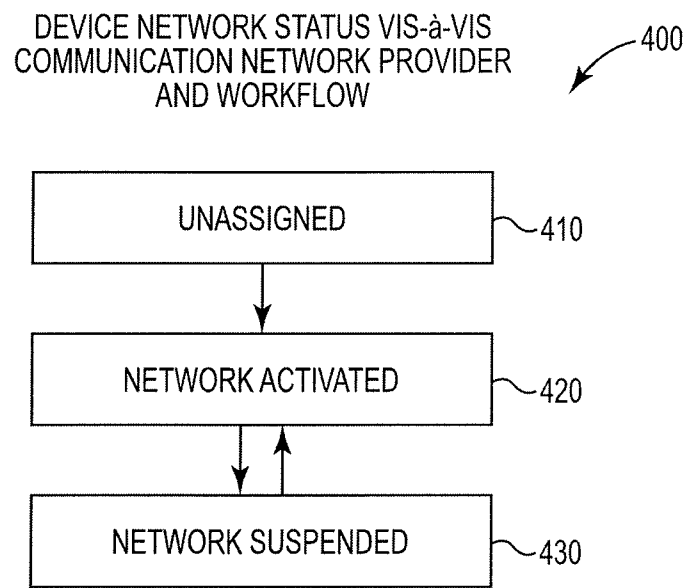 DEVICE NETWORK STATUS VIS-à-VIS
COMMUNICATION NETWORK PROVIDER
AND WORKFLOW
400
UNASSIGNED
410
NETWORK ACTIVATED
420
NETWORK SUSPENDED
430